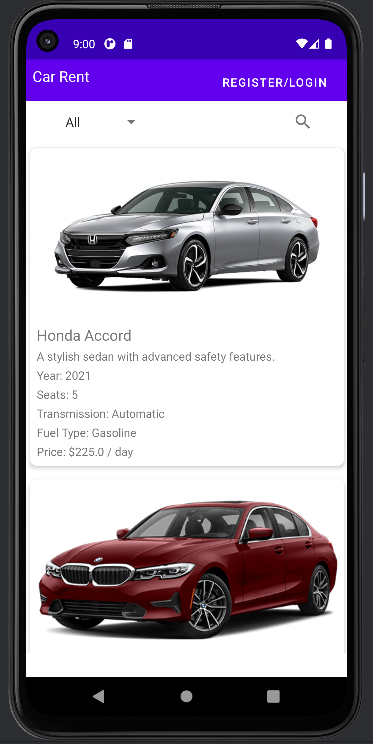 9:00
Car Rent
REGISTER/LOGIN
All
Honda Accord
A stylish sedan with advanced safety features.
Year: 2021
Seats: 5
Transmission: Automatic
Fuel Type: Gasoline
Price: $225.0 / day